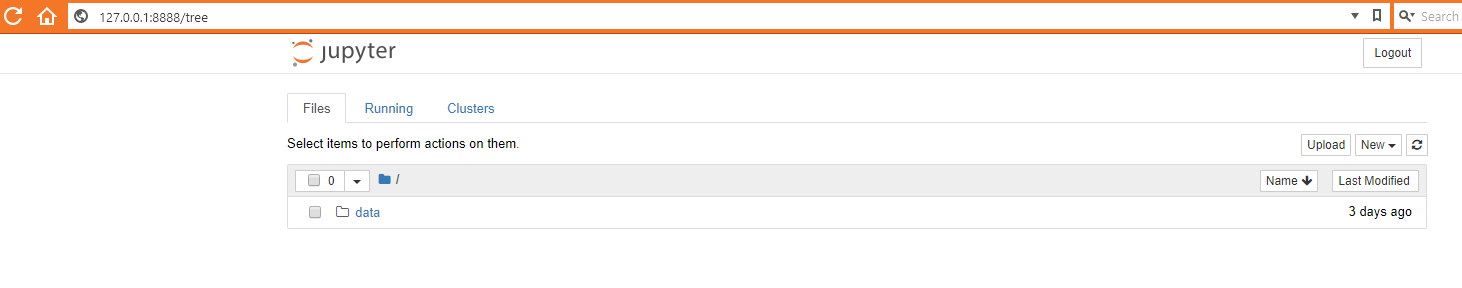 127.0.0.1:8888/tree Search
jupyter Logout
Files Running Clusters
Select items to perform actions on them. Upload New
0 / Name Last Modified
data 3 days ago